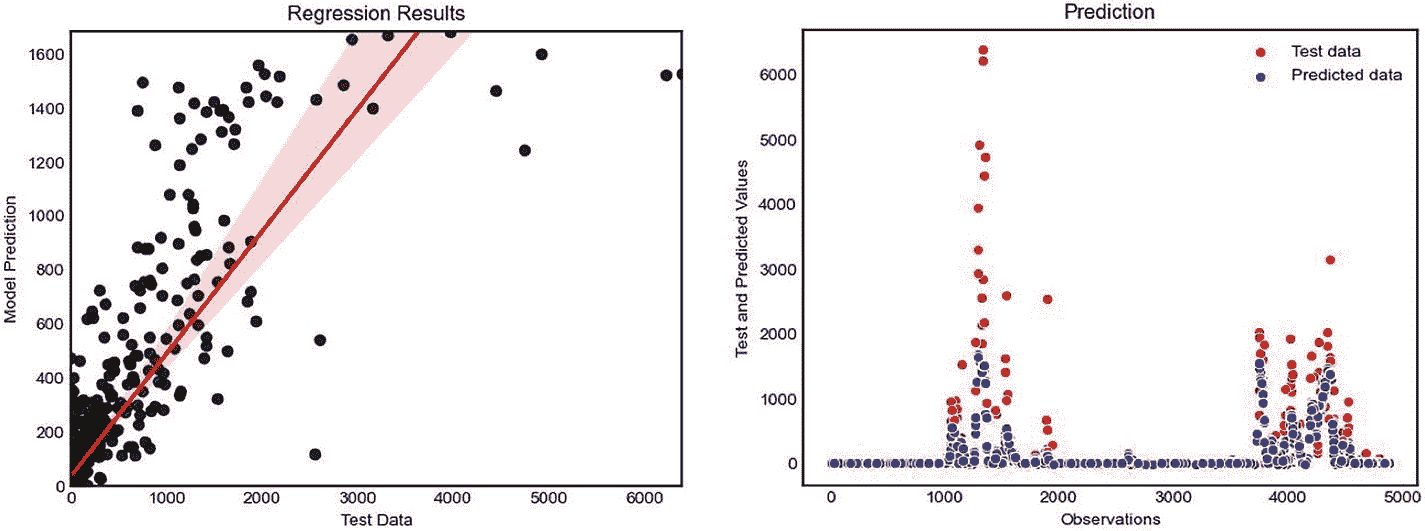 Regression Results
1600
1400
1200
1000
800
600
400
200
0
Model Prediction
0 1000 2000 3000 4000 5000 6000
Test Data
Prediction
Test data
Predicted data
6000
5000
4000
3000
2000
1000
0
Test and Predicted Values
0 1000 2000 3000 4000 5000
Observations